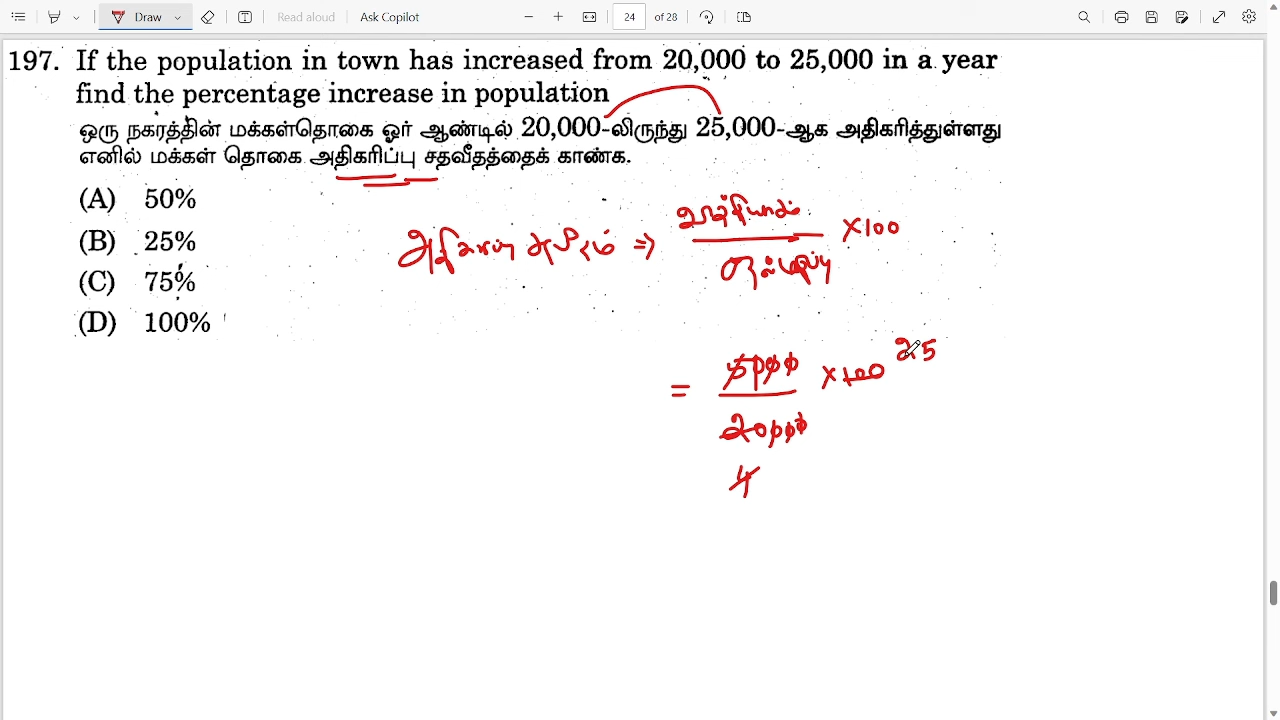 Draw
Read aloud
Ask Copilot
24 of 28
197. If the population in town has increased from 20,000 to 25,000 in a year
find the percentage increase in population
ஒரு நகரத்தின் மக்கள்தொகை ஓர் ஆண்டில் 20,000-லிருந்து 25,000-ஆக அதிகரித்துள்ளது
எனில் மக்கள் தொகை அதிகரிப்பு சதவீதத்தைக் காண்க.
(A) 50%
(B) 25%
(C) 75%
(D) 100%
⇒ வித்தியாசம் ×100
= 5000 ×100 25
20000
4